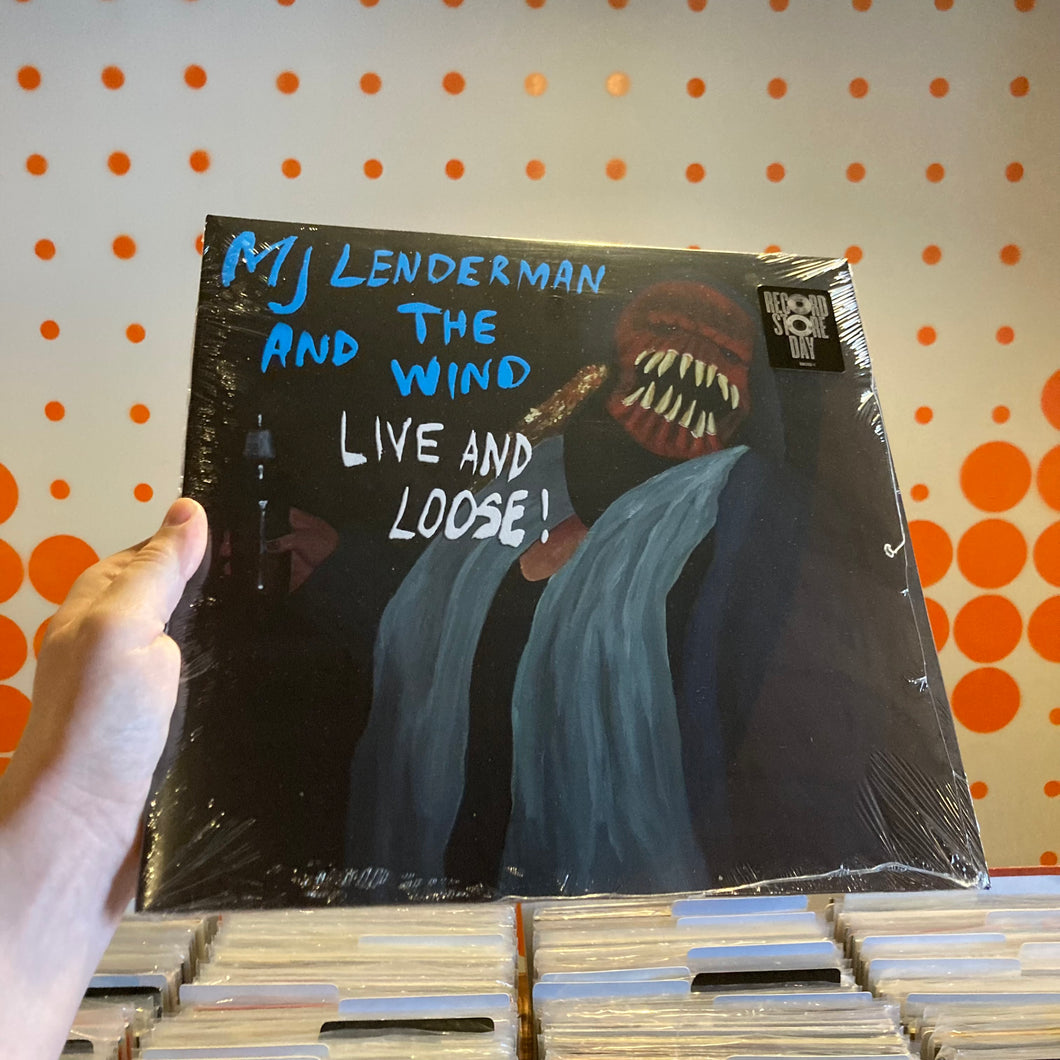 MJ LENDERMAN
AND THE
WIND
LIVE AND
LOOSE!
RECORD
STORE
DAY